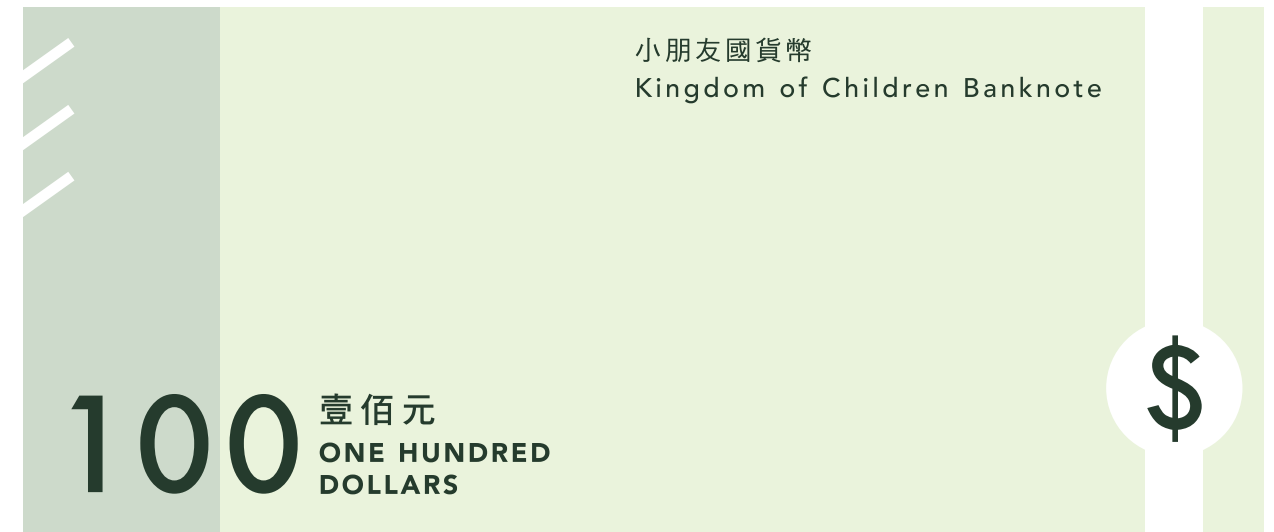 小朋友國貨幣
Kingdom of Children Banknote
100
壹佰元
ONE HUNDRED
DOLLARS
$